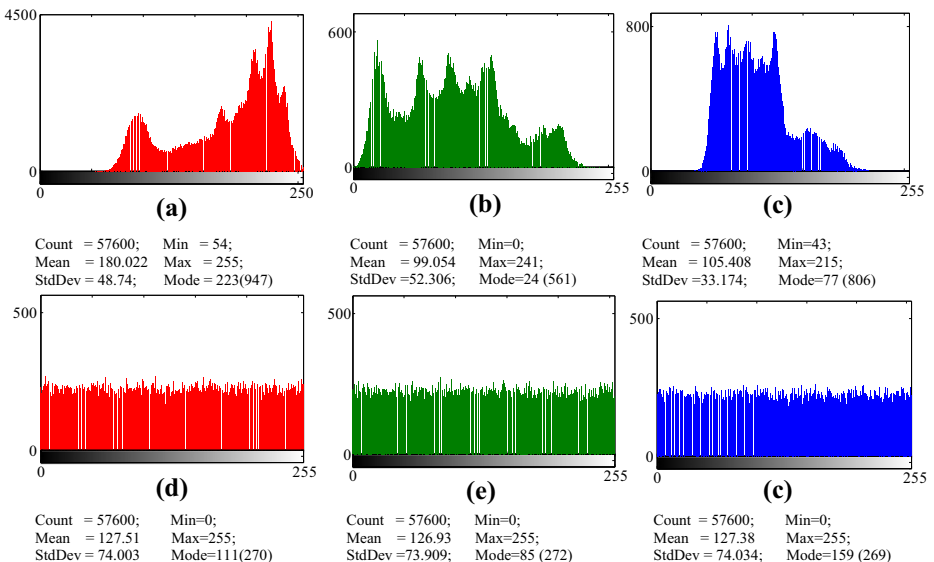 4500
0
0
250
(a)
600
0
0
255
(b)
800
0
0
255
(c)
Count = 57600; Min = 54;
Mean = 180.022 Max = 255;
StdDev = 48.74; Mode = 223(947)
Count = 57600; Min=0;
Mean = 99.054 Max=241;
StdDev =52.306; Mode=24 (561)
Count =57600; Min=43;
Mean = 105.408 Max=215;
StdDev =33.174; Mode=77 (806)
500
0
0
255
(d)
500
0
0
255
(e)
500
0
0
255
(c)
Count = 57600; Min=0;
Mean = 127.51 Max=255;
StdDev = 74.003 Mode=111(270)
Count = 57600; Min=0;
Mean = 126.93 Max=255;
StdDev =73.909; Mode=85 (272)
Count = 57600; Min=0;
Mean = 127.38 Max=255;
StdDev = 74.034; Mode=159 (269)